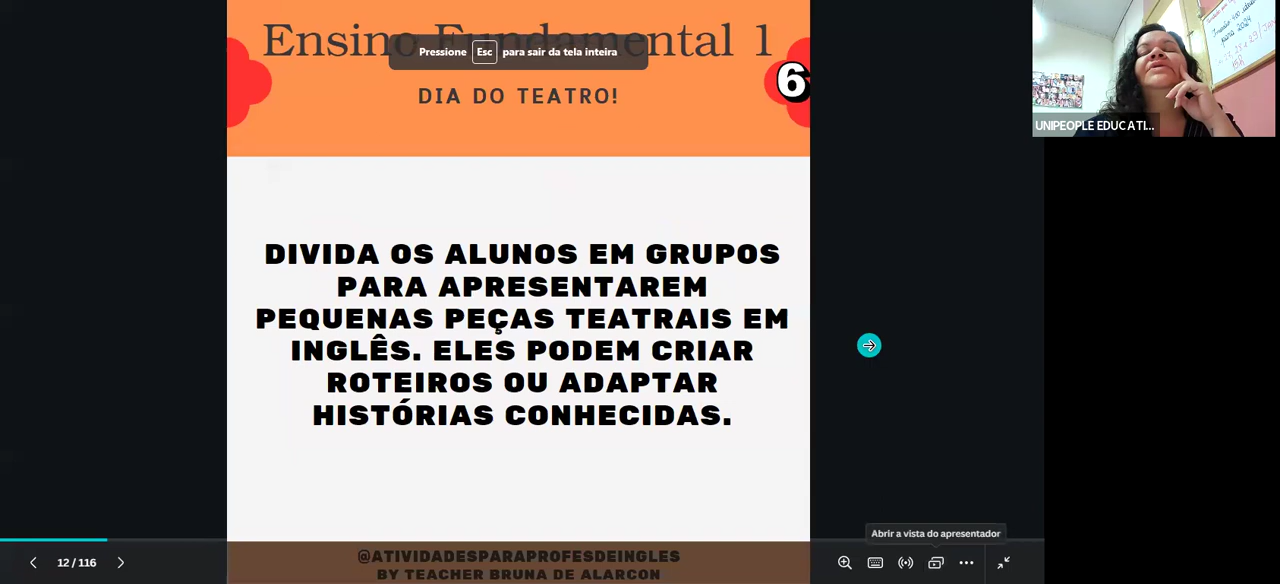 Ensino Fundamental 1
Pressione Esc para sair da tela inteira
DIA DO TEATRO!
6
DIVIDA OS ALUNOS EM GRUPOS
PARA APRESENTAREM
PEQUENAS PEÇAS TEATRAIS EM
INGLÊS. ELES PODEM CRIAR
ROTEIROS OU ADAPTAR
HISTÓRIAS CONHECIDAS.
@ATIVIDADESPARAPROFESDEINGLES
BY TEACHER BRUNA DE ALARCON
12 / 116
Abrir a vista do apresentador
UNIPEOPLE EDUCATI...
para 2024